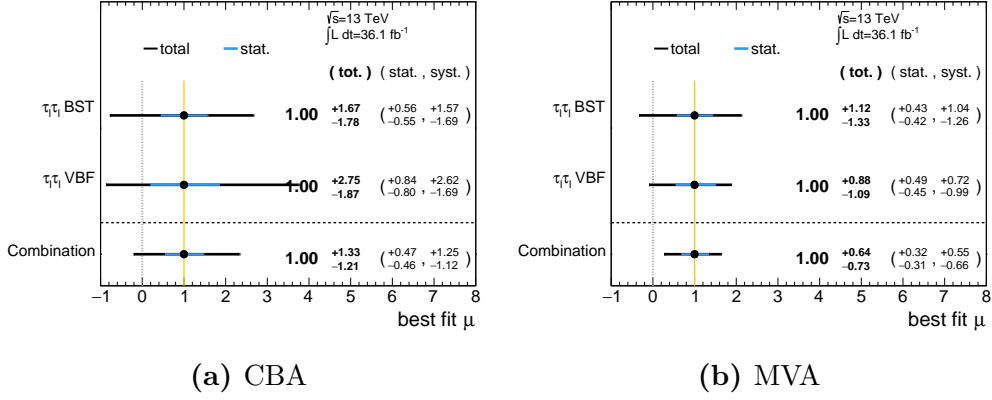 √s=13 TeV
∫L dt=36.1 fb⁻¹
total stat.
(tot.) (stat., syst.)
τ_lτ_l BST 1.00 +1.67 −1.78 ( +0.56 −0.55 , +1.57 −1.69 )
τ_lτ_l VBF 1.00 +2.75 −1.87 ( +0.84 −0.80 , +2.62 −1.69 )
Combination 1.00 +1.33 −1.21 ( +0.47 −0.46 , +1.25 −1.12 )
−1 0 1 2 3 4 5 6 7 8
best fit μ
(a) CBA
√s=13 TeV
∫L dt=36.1 fb⁻¹
total stat.
(tot.) (stat., syst.)
τ_lτ_l BST 1.00 +1.12 −1.33 ( +0.43 −0.42 , +1.04 −1.26 )
τ_lτ_l VBF 1.00 +0.88 −1.09 ( +0.49 −0.45 , +0.72 −0.99 )
Combination 1.00 +0.64 −0.73 ( +0.32 −0.31 , +0.55 −0.66 )
−1 0 1 2 3 4 5 6 7 8
best fit μ
(b) MVA